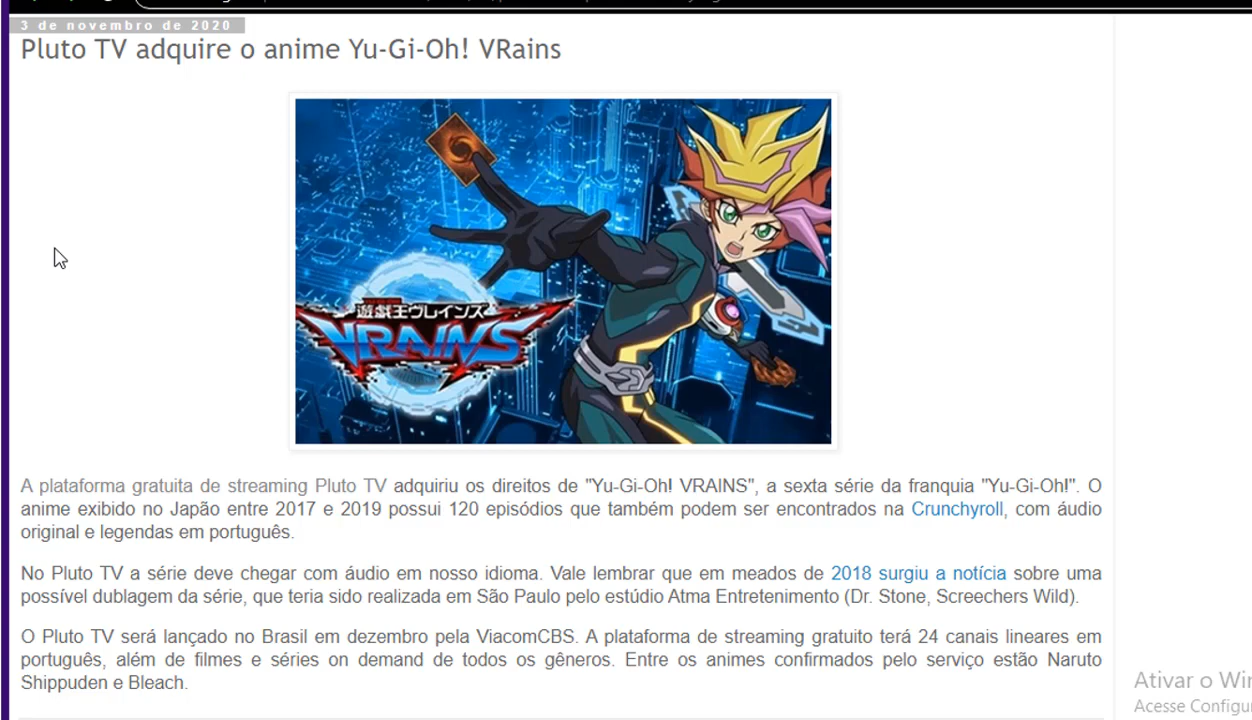 3 de novembro de 2020
Pluto TV adquire o anime Yu-Gi-Oh! VRains
遊戯王ヴレインズ
VRAINS
A plataforma gratuita de streaming Pluto TV adquiriu os direitos de "Yu-Gi-Oh! VRAINS", a sexta série da franquia "Yu-Gi-Oh!". O
anime exibido no Japão entre 2017 e 2019 possui 120 episódios que também podem ser encontrados na Crunchyroll, com áudio
original e legendas em português.
No Pluto TV a série deve chegar com áudio em nosso idioma. Vale lembrar que em meados de 2018 surgiu a notícia sobre uma
possível dublagem da série, que teria sido realizada em São Paulo pelo estúdio Atma Entretenimento (Dr. Stone, Screechers Wild).
O Pluto TV será lançado no Brasil em dezembro pela ViacomCBS. A plataforma de streaming gratuito terá 24 canais lineares em
português, além de filmes e séries on demand de todos os gêneros. Entre os animes confirmados pelo serviço estão Naruto
Shippuden e Bleach.
Ativar o Wi
Acesse Configu